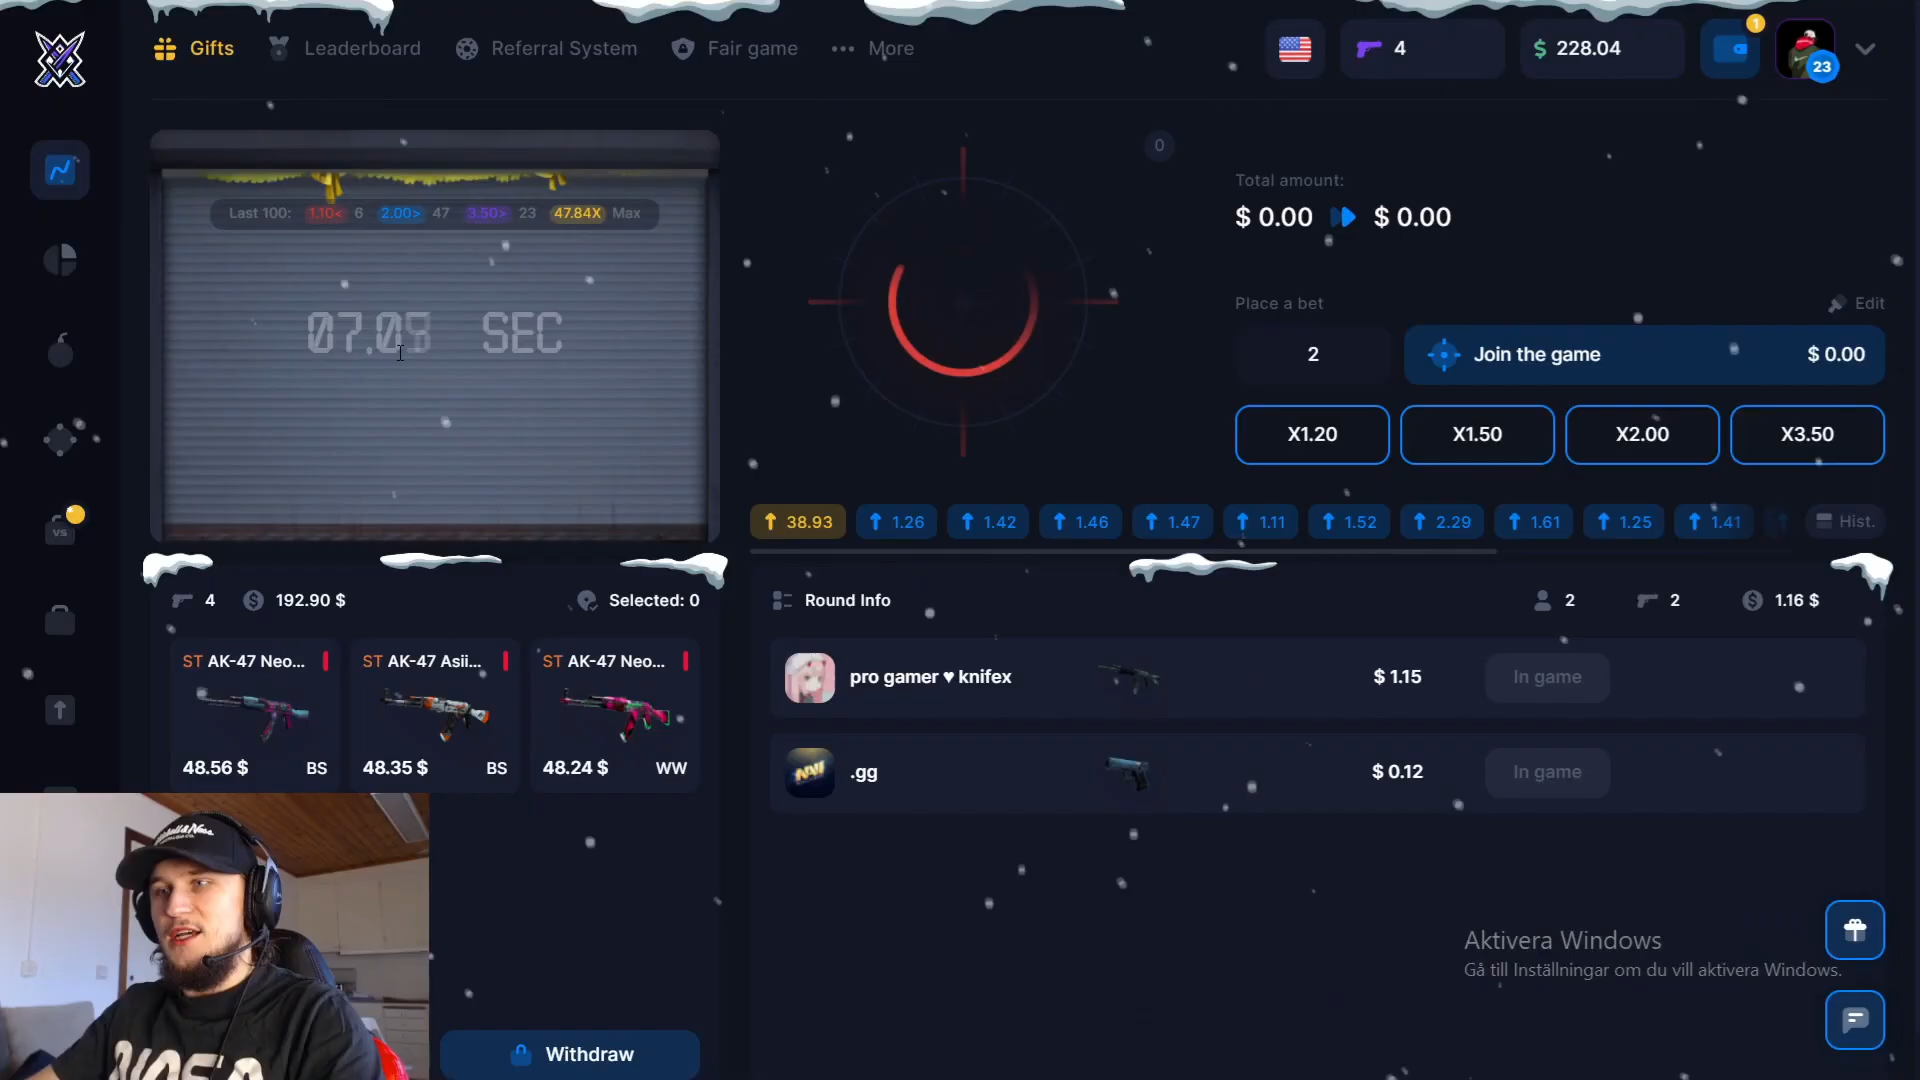 Gifts Leaderboard Referral System Fair game More
4 $ 228.04 1 23
Last 100: 1.10< 6 2.00> 47 3.50> 23 47.84X Max
SEC
0
Total amount:
$ 0.00 $ 0.00
Place a bet Edit
2 Join the game $ 0.00
X1.20 X1.50 X2.00 X3.50
38.93 1.26 1.42 1.46 1.47 1.11 1.52 2.29 1.61 1.25 1.41 Hist.
VS
4 192.90 $ Selected: 0
ST AK-47 Neo... ST AK-47 Asii... ST AK-47 Neo...
48.56 $ BS 48.35 $ BS 48.24 $ WW
Round Info 2 2 1.16 $
pro gamer ♥ knifex $ 1.15 In game
.gg $ 0.12 In game
Mitchell & Ness
Withdraw
Aktivera Windows
Gå till Inställningar om du vill aktivera Windows.